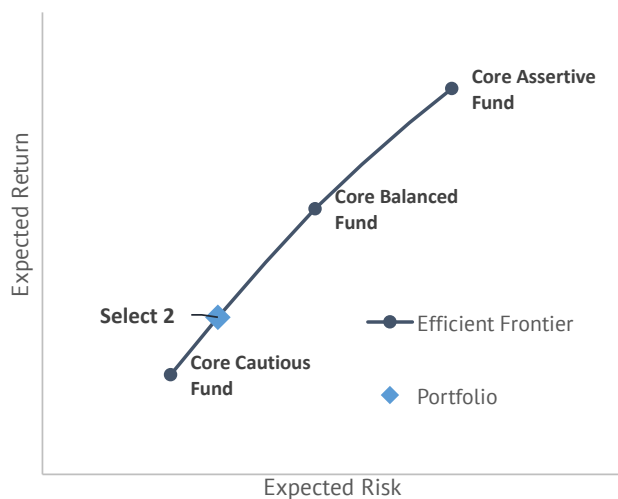 Core Assertive
Fund
Expected Return
Core Balanced
Fund
Select 2
Efficient Frontier
Core Cautious
Fund
Portfolio
Expected Risk